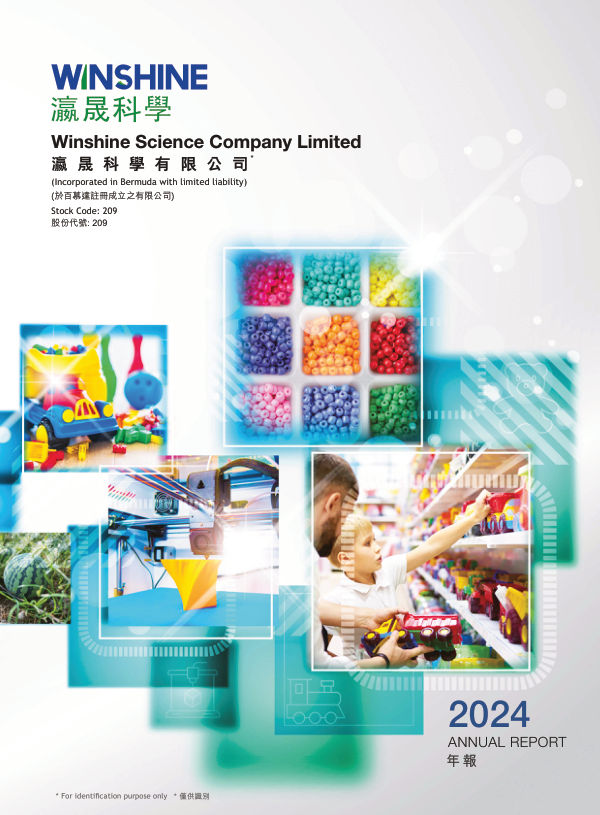 WINSHINE
瀛晟科學
Winshine Science Company Limited
瀛晟科學有限公司*
(Incorporated in Bermuda with limited liability)
(於百慕達註冊成立之有限公司)
Stock Code: 209
股份代號: 209
2024
ANNUAL REPORT
年報
* For identification purpose only * 僅供識別